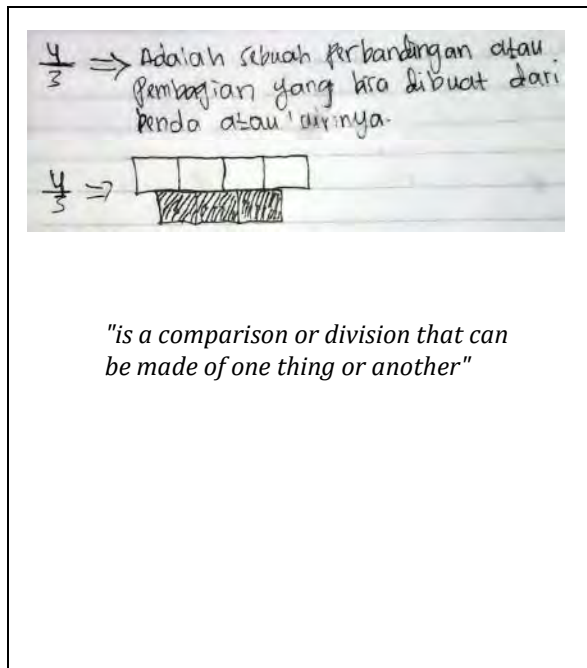 4/3 ⇒ Adalah sebuah perbandingan atau
pembagian yang bisa dibuat dari
benda atau
4/3 ⇒
"is a comparison or division that can
be made of one thing or another"